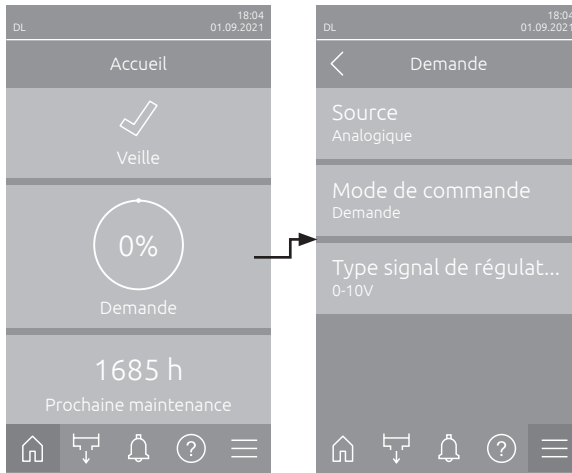 18:04
DL
01.09.2021
Accueil
Veille
0%
Demande
1685 h
Prochaine maintenance
?
18:04
DL
01.09.2021
Demande
Source
Analogique
Mode de commande
Demande
Type signal de régulat...
0-10V
?